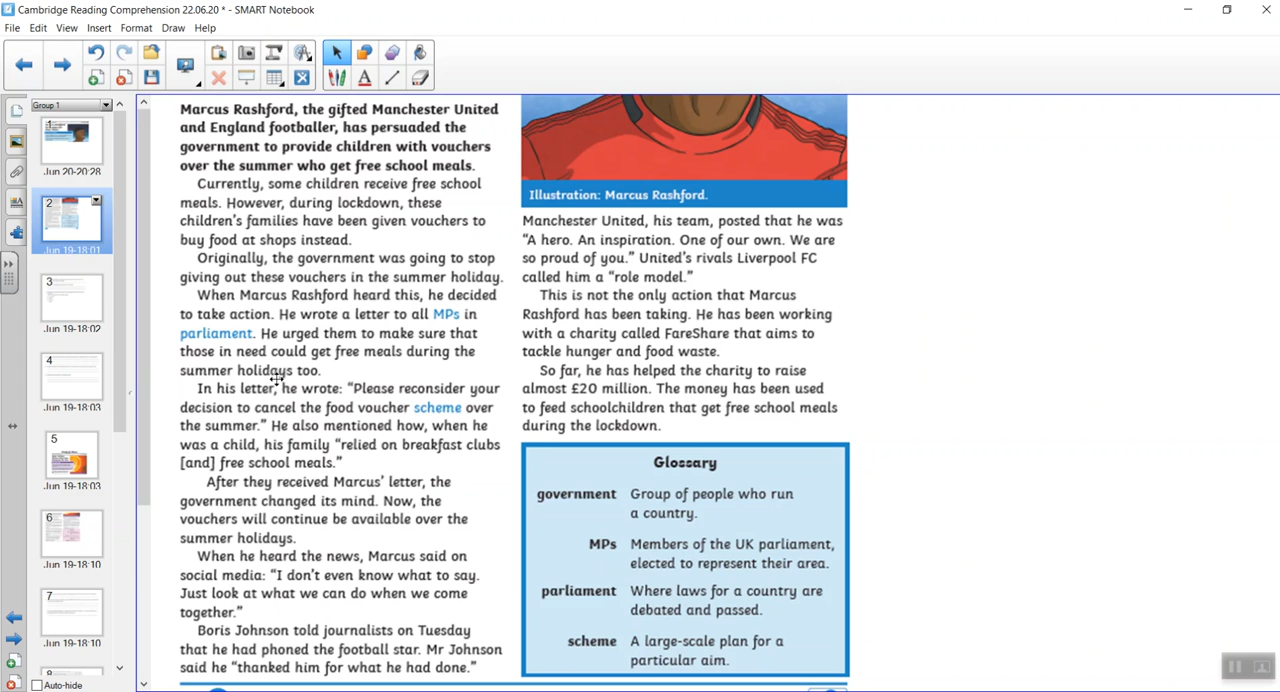 Cambridge Reading Comprehension 22.06.20 * - SMART Notebook
File Edit View Insert Format Draw Help
Group 1
1
Jun 20-20:28
2
Jun 19-18:01
3
Jun 19-18:02
4
Jun 19-18:03
5
Jun 19-18:03
6
Jun 19-18:10
7
Jun 19-18:10
8
Auto-hide
Marcus Rashford, the gifted Manchester United
and England footballer, has persuaded the
government to provide children with vouchers
over the summer who get free school meals.
Currently, some children receive free school
meals. However, during lockdown, these
children's families have been given vouchers to
buy food at shops instead.
Originally, the government was going to stop
giving out these vouchers in the summer holiday.
When Marcus Rashford heard this, he decided
to take action. He wrote a letter to all MPs in
parliament. He urged them to make sure that
those in need could get free meals during the
summer holidays too.
In his letter, he wrote: “Please reconsider your
decision to cancel the food voucher scheme over
the summer.” He also mentioned how, when he
was a child, his family “relied on breakfast clubs
[and] free school meals.”
After they received Marcus' letter, the
government changed its mind. Now, the
vouchers will continue be available over the
summer holidays.
When he heard the news, Marcus said on
social media: “I don't even know what to say.
Just look at what we can do when we come
together.”
Boris Johnson told journalists on Tuesday
that he had phoned the football star. Mr Johnson
said he “thanked him for what he had done.”
Illustration: Marcus Rashford.
Manchester United, his team, posted that he was
“A hero. An inspiration. One of our own. We are
so proud of you.” United's rivals Liverpool FC
called him a “role model.”
This is not the only action that Marcus
Rashford has been taking. He has been working
with a charity called FareShare that aims to
tackle hunger and food waste.
So far, he has helped the charity to raise
almost £20 million. The money has been used
to feed schoolchildren that get free school meals
during the lockdown.
Glossary
government Group of people who run
a country.
MPs Members of the UK parliament,
elected to represent their area.
parliament Where laws for a country are
debated and passed.
scheme A large-scale plan for a
particular aim.